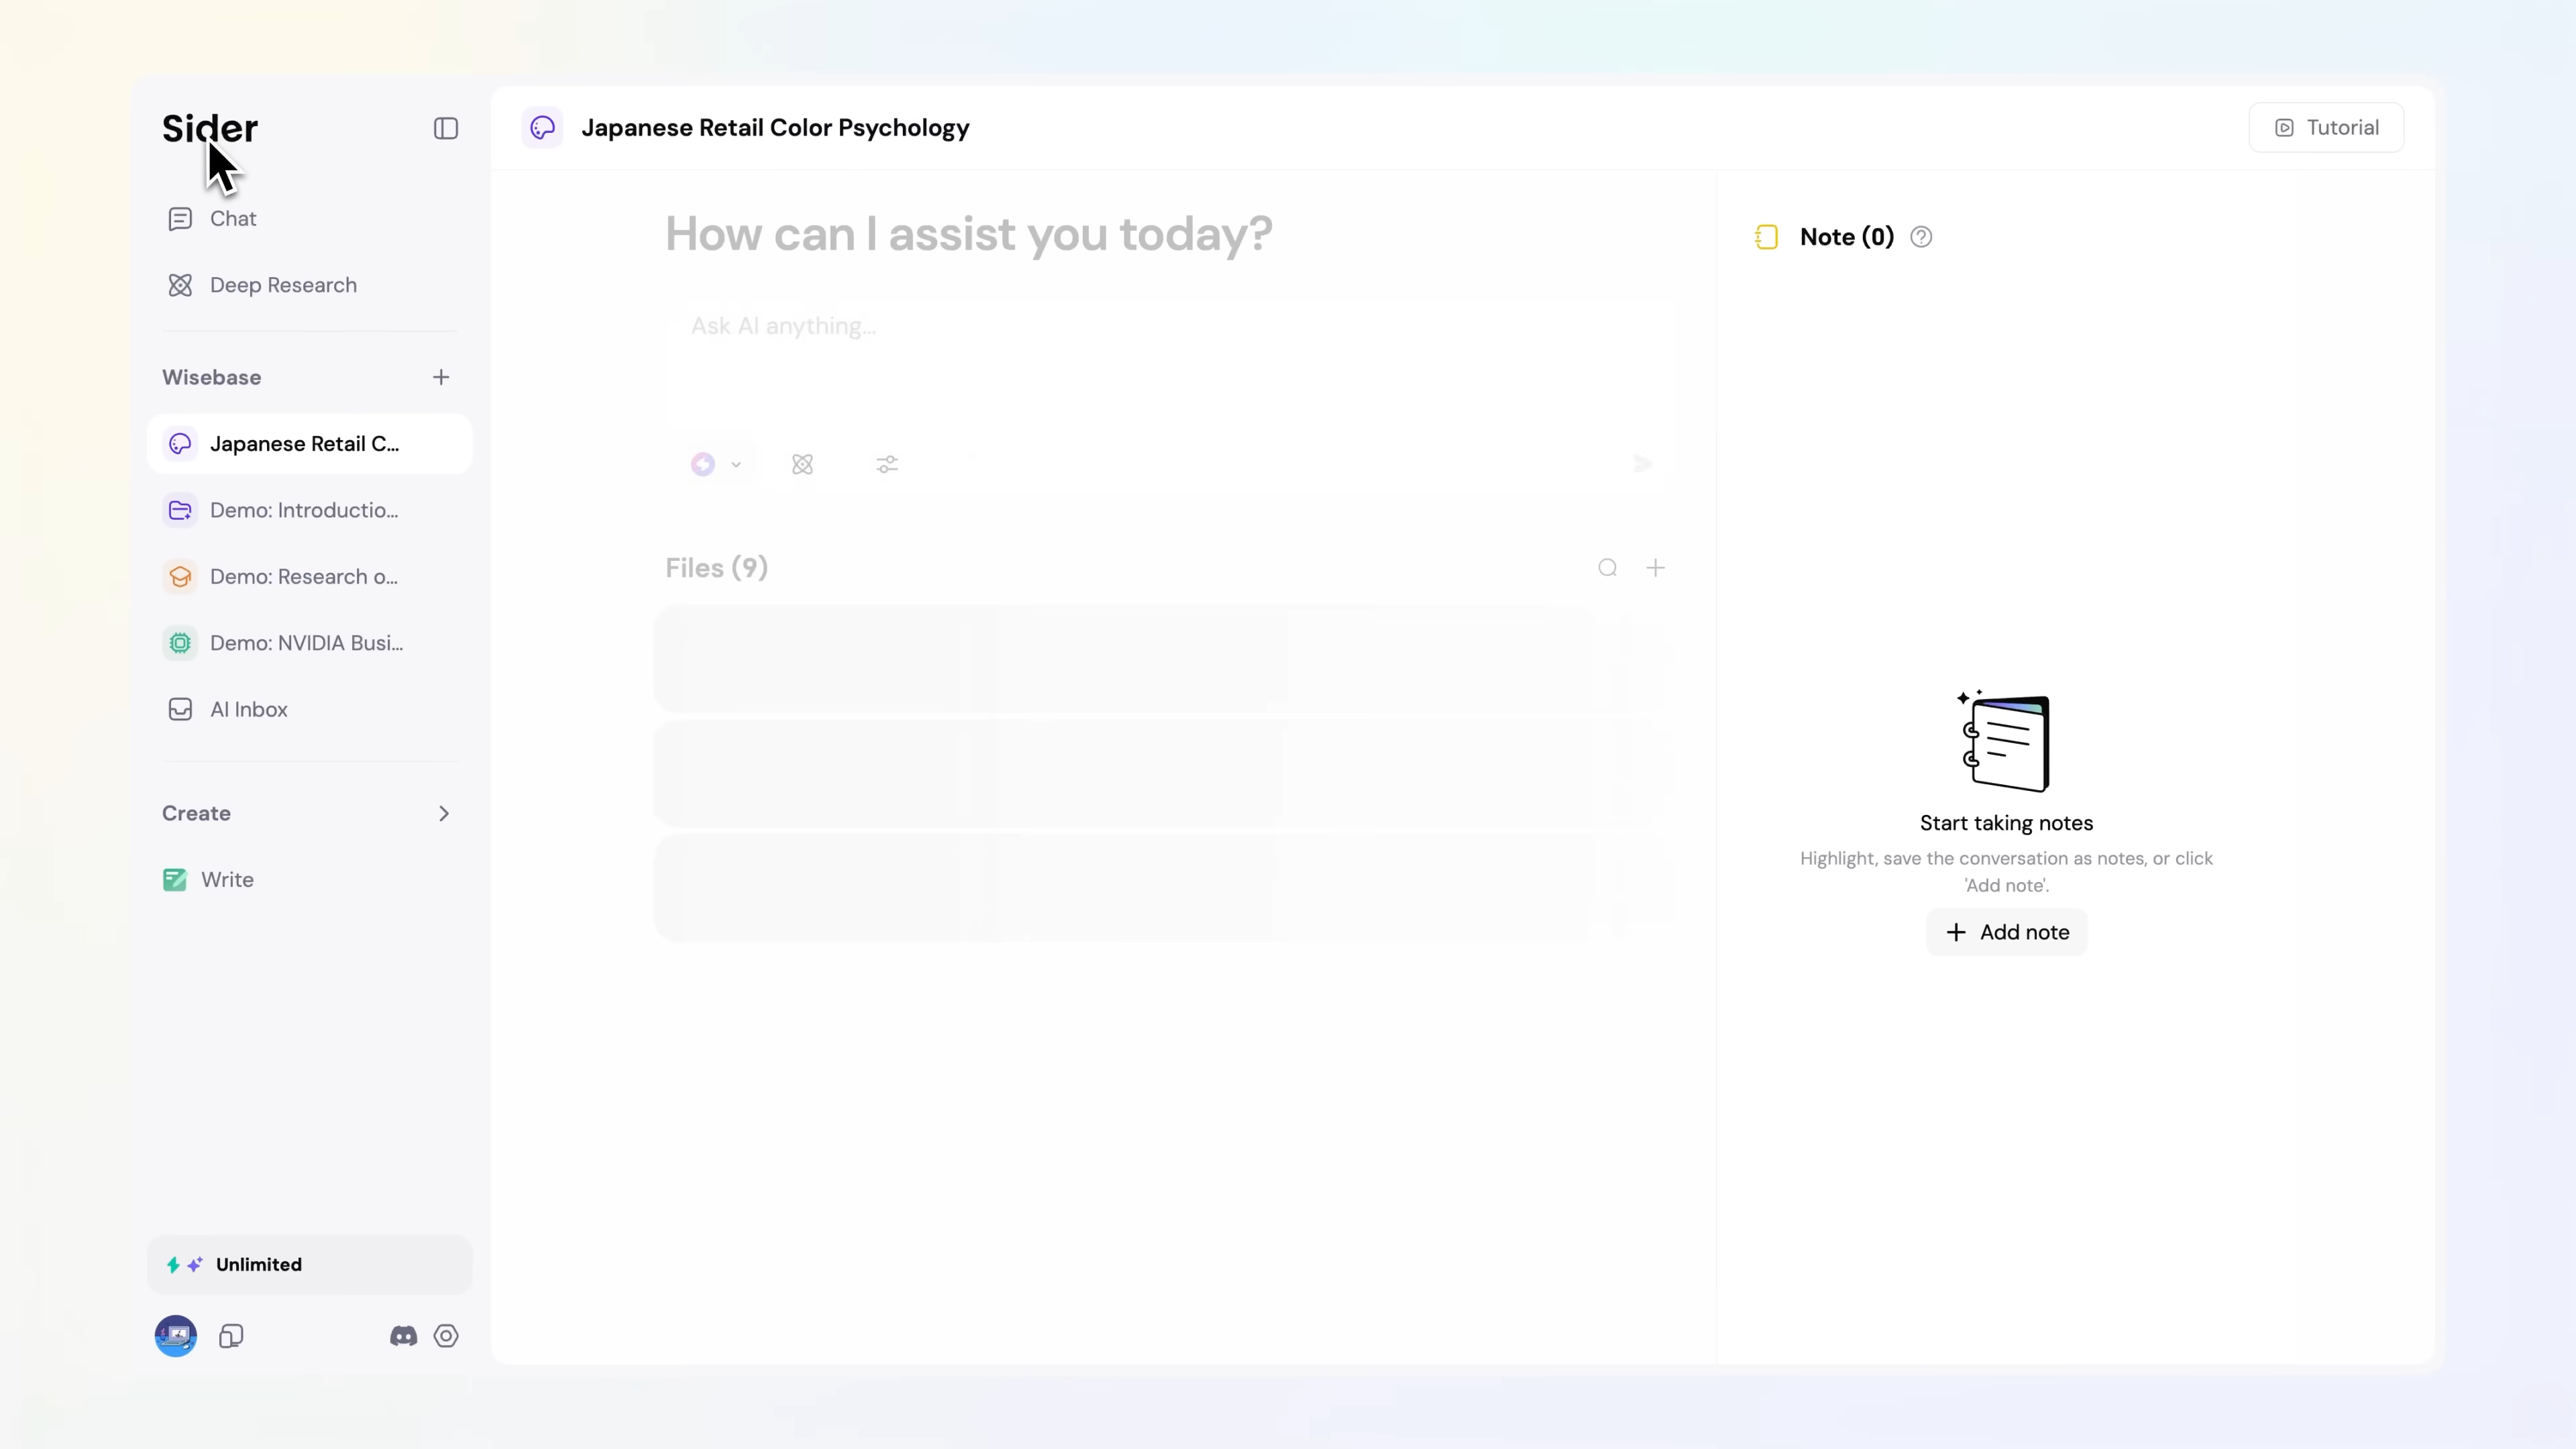 Sider
Chat
Deep Research
Wisebase
Japanese Retail C...
Demo: Introductio...
Demo: Research o...
Demo: NVIDIA Busi...
AI Inbox
Create
Write
Unlimited
Japanese Retail Color Psychology
Tutorial
How can I assist you today?
Ask AI anything...
Files (9)
Note (0)
Start taking notes
Highlight, save the conversation as notes, or click
'Add note'.
Add note